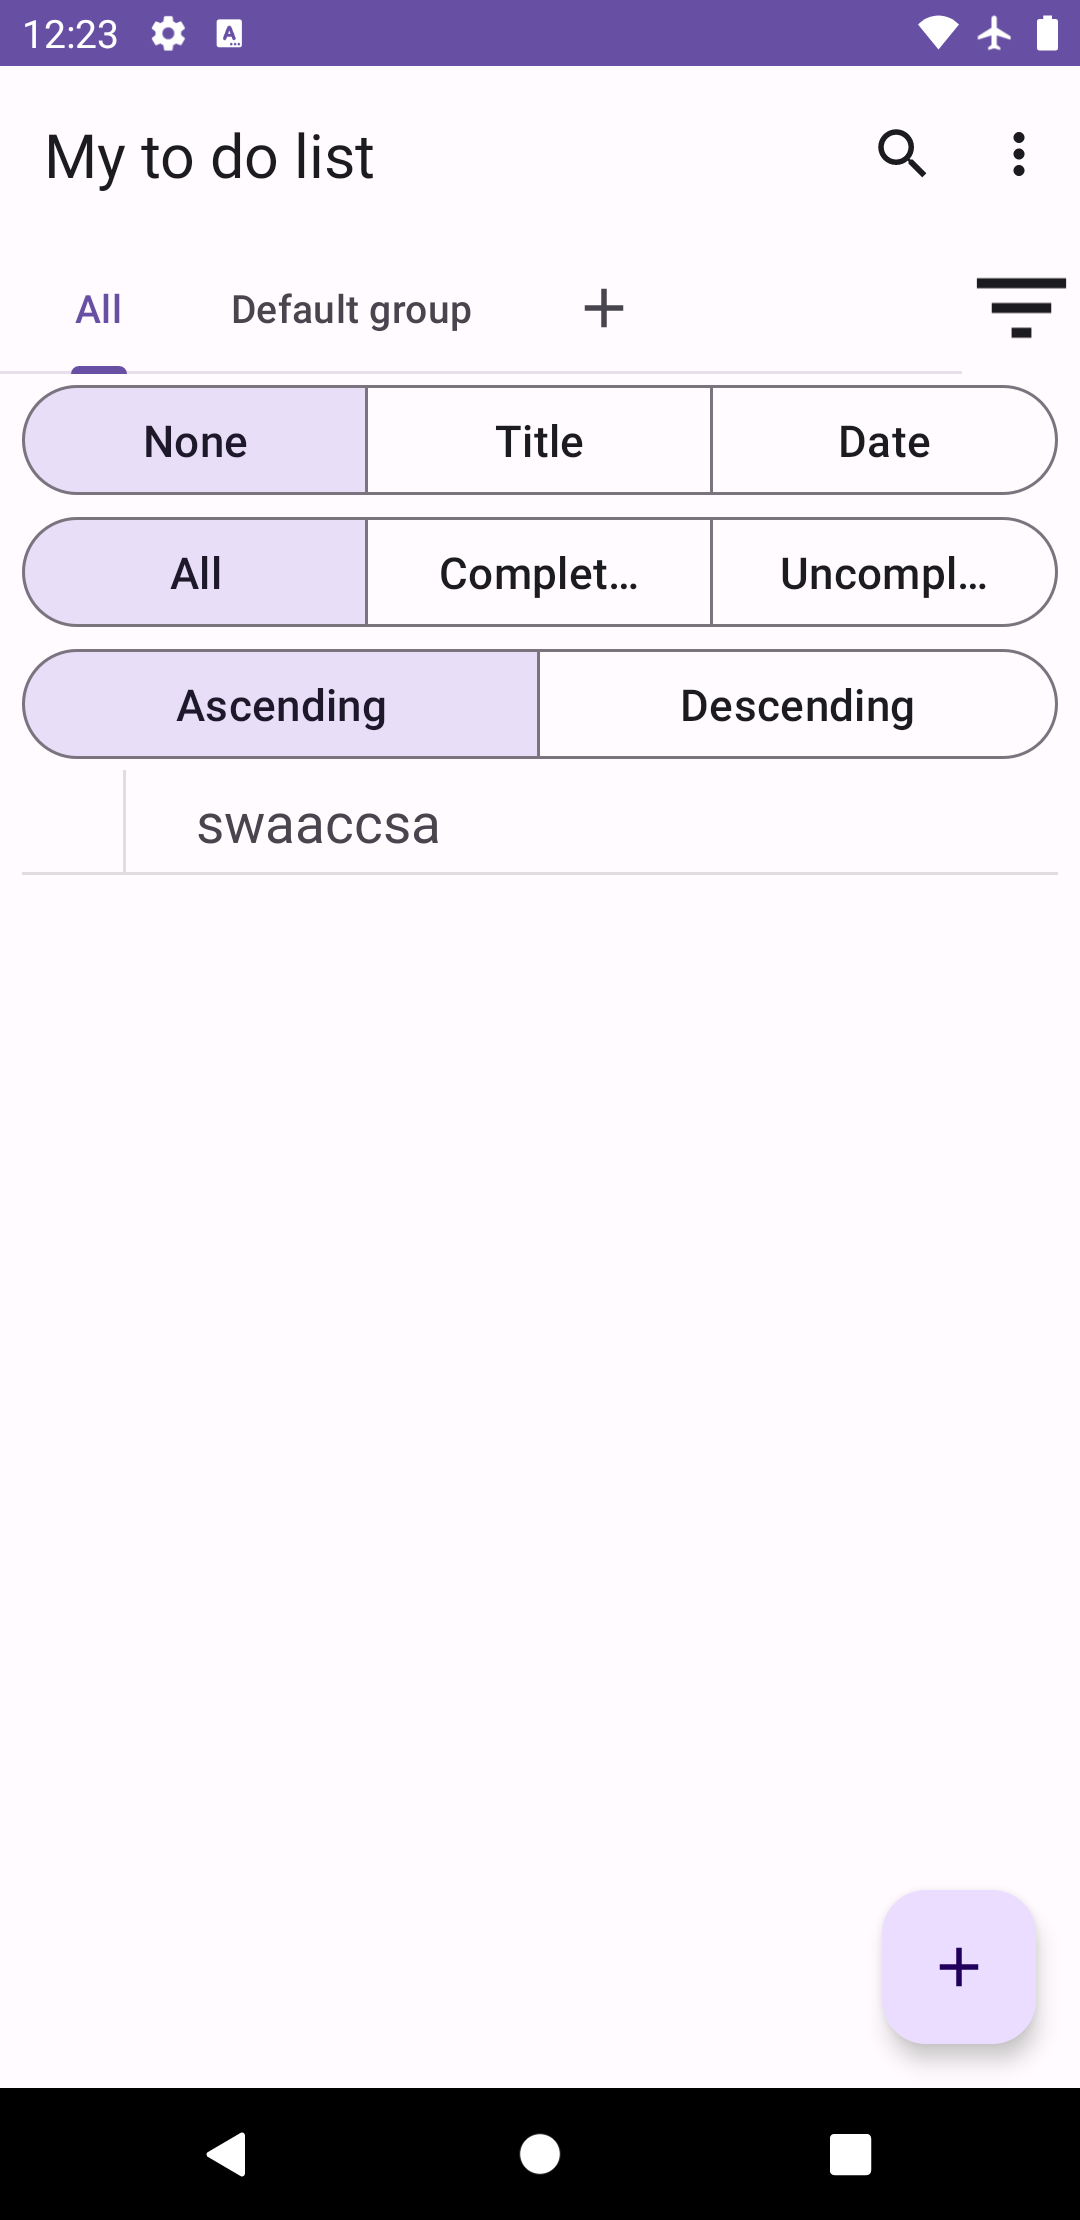 12:23
My to do list
All Default group
None Title Date
All Complet... Uncompl...
Ascending Descending
swaaccsa